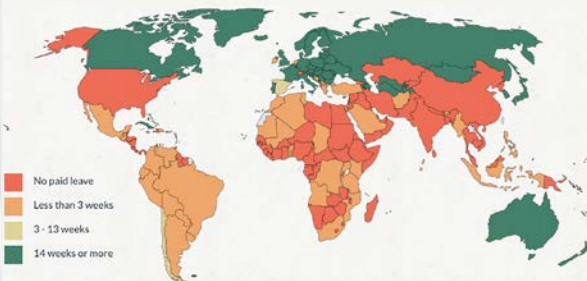 No paid leave
Less than 3 weeks
3 - 13 weeks
14 weeks or more